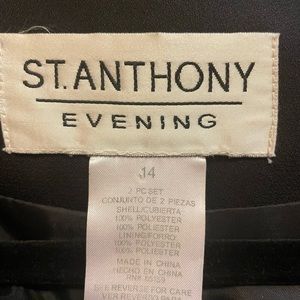 ST.ANTHONY
EVENING
14
2 PC SET
CONJUNTO DE 2 PIEZAS
SHELL/CUBIERTA:
100% POLYESTER
100% POLIESTER
LINING/FORRO:
100% POLYESTER
100% POLIESTER
MADE IN CHINA
HECHO EN CHINA
SEE REVERSE FOR CARE